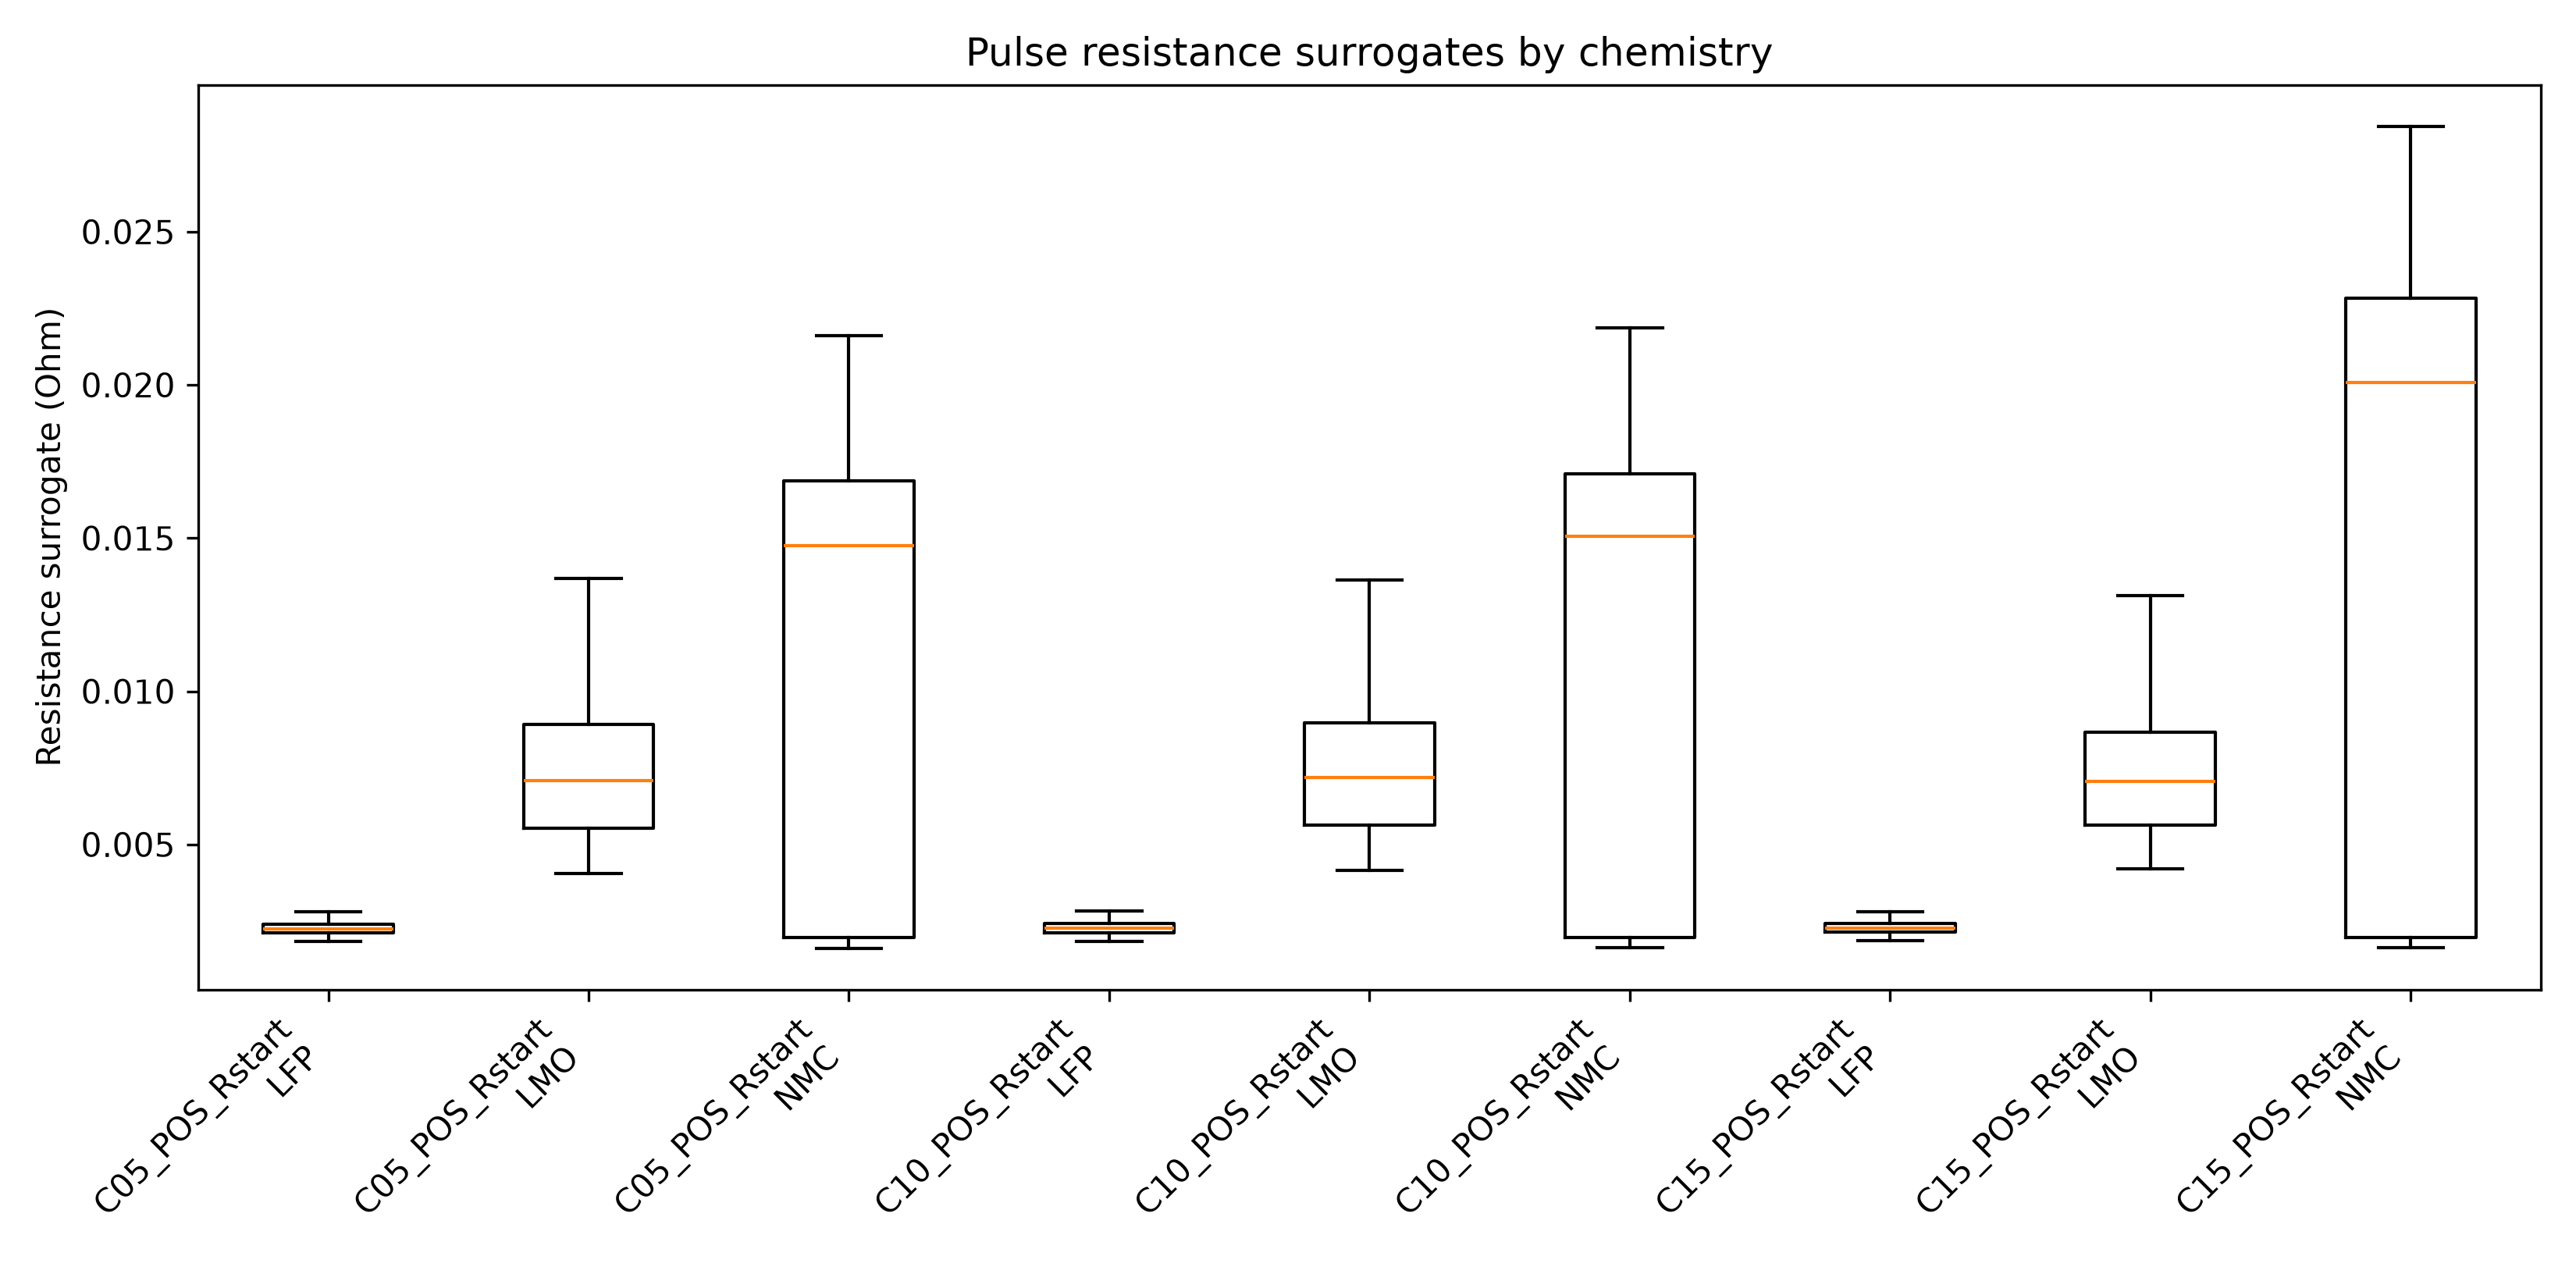 Pulse resistance surrogates by chemistry
Resistance surrogate (Ohm)
0.025
0.020
0.015
0.010
0.005
C05_POS_Rstart
LFP
C05_POS_Rstart
LMO
C05_POS_Rstart
NMC
C10_POS_Rstart
LFP
C10_POS_Rstart
LMO
C10_POS_Rstart
NMC
C15_POS_Rstart
LFP
C15_POS_Rstart
LMO
C15_POS_Rstart
NMC